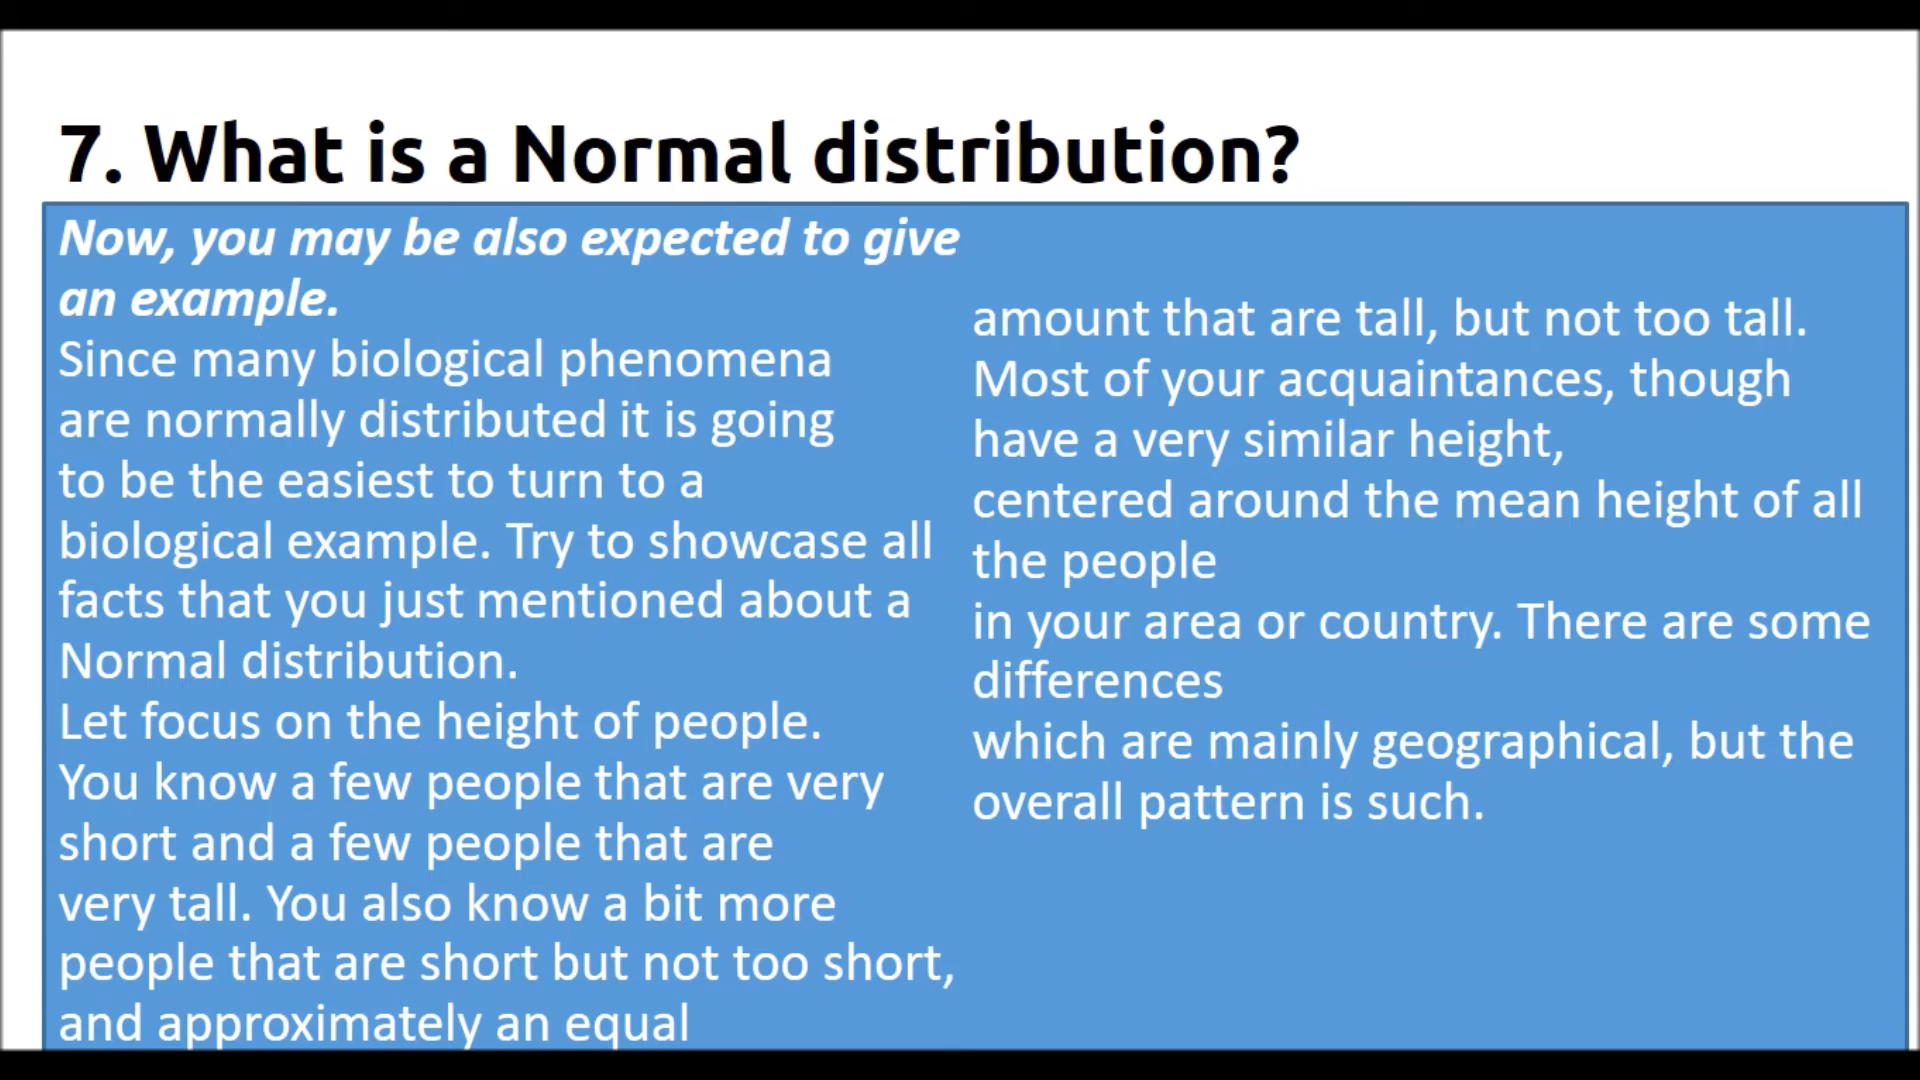 7. What is a Normal distribution?
Now, you may be also expected to give
an example.
Since many biological phenomena
are normally distributed it is going
to be the easiest to turn to a
biological example. Try to showcase all
facts that you just mentioned about a
Normal distribution.
Let focus on the height of people.
You know a few people that are very
short and a few people that are
very tall. You also know a bit more
people that are short but not too short,
and approximately an equal
amount that are tall, but not too tall.
Most of your acquaintances, though
have a very similar height,
centered around the mean height of all
the people
in your area or country. There are some
differences
which are mainly geographical, but the
overall pattern is such.